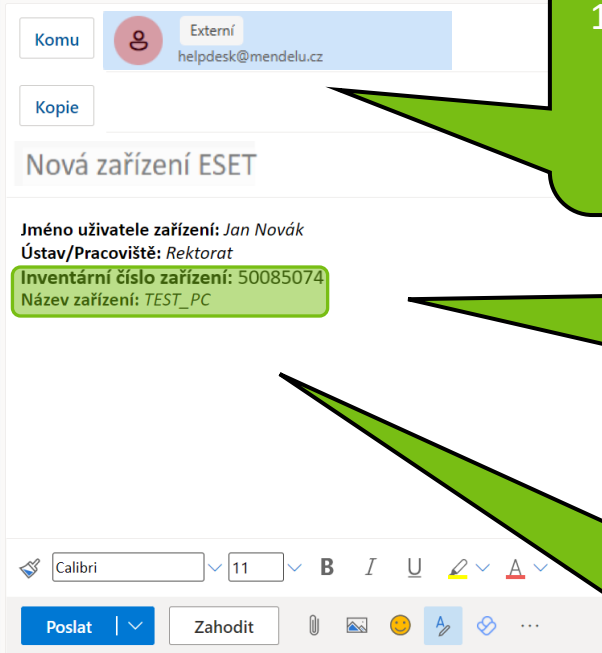 1
Komu
Externí
helpdesk@mendelu.cz
Kopie
Nová zařízení ESET
Jméno uživatele zařízení: Jan Novák
Ústav/Pracoviště: Rektorat
Inventární číslo zařízení: 50085074
Název zařízení: TEST_PC
Calibri 11 B I U A
Poslat Zahodit